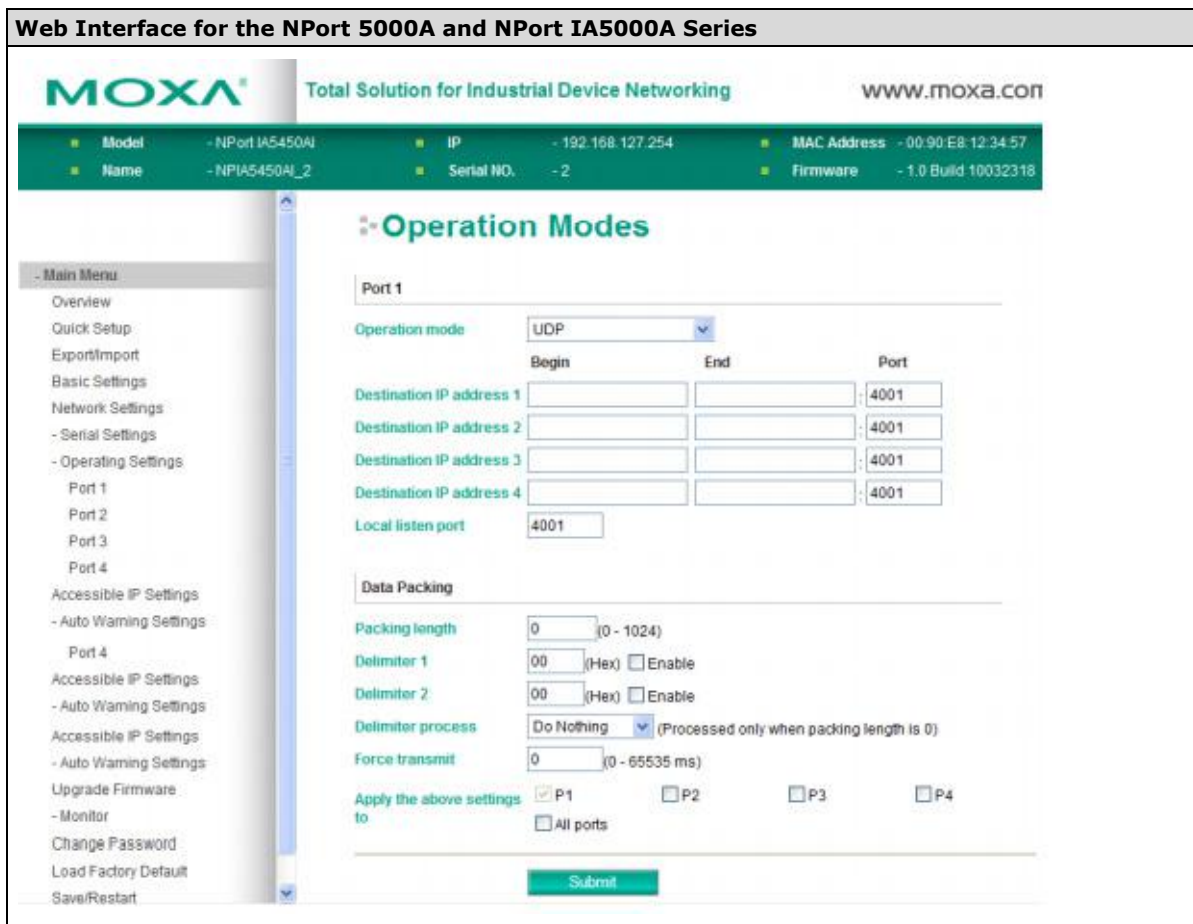 Web Interface for the NPort 5000A and NPort IA5000A Series
MOXA Total Solution for Industrial Device Networking www.moxa.com
Model - NPort IA5450AI IP - 192.168.127.254 MAC Address - 00:90:E8:12:34:57
Name - NPIA5450AI_2 Serial NO. - 2 Firmware - 1.0 Build 10032318
- Main Menu
Overview
Quick Setup
Export/Import
Basic Settings
Network Settings
- Serial Settings
- Operating Settings
Port 1
Port 2
Port 3
Port 4
Accessible IP Settings
- Auto Warning Settings
Port 4
Accessible IP Settings
- Auto Warning Settings
Accessible IP Settings
- Auto Warning Settings
Upgrade Firmware
- Monitor
Change Password
Load Factory Default
Save/Restart
Operation Modes
Port 1
Operation mode UDP
Begin End Port
Destination IP address 1 : 4001
Destination IP address 2 : 4001
Destination IP address 3 : 4001
Destination IP address 4 : 4001
Local listen port 4001
Data Packing
Packing length 0 (0 - 1024)
Delimiter 1 00 (Hex) Enable
Delimiter 2 00 (Hex) Enable
Delimiter process Do Nothing (Processed only when packing length is 0)
Force transmit 0 (0 - 65535 ms)
Apply the above settings to P1 P2 P3 P4
All ports
Submit